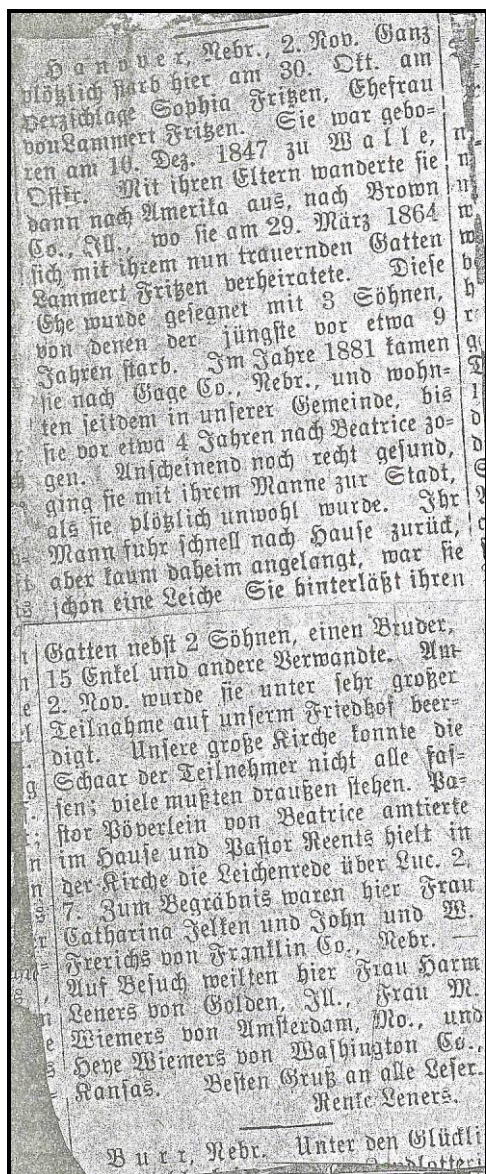 Hanover, Nebr., 2. Nov. Ganz
plötzlich starb hier am 30. Okt. am
Herzschlage Sophia Fritzen, Ehefrau
von Lammert Fritzen. Sie war gebo-
ren am 10. Dez. 1847 zu Walle,
Ostfr. Mit ihren Eltern wanderte sie
dann nach Amerika aus, nach Brown
Co., Ill., wo sie am 29. März 1864
sich mit ihrem nun trauernden Gatten
Lammert Fritzen verheiratete. Diese
Ehe wurde gesegnet mit 3 Söhnen,
von denen der jüngste vor etwa 9
Jahren starb. Im Jahre 1881 kamen
sie nach Gage Co., Nebr., und wohn-
ten seitdem in unserer Gemeinde, bis
sie vor etwa 4 Jahren nach Beatrice zo-
gen. Anscheinend noch recht gesund,
ging sie mit ihrem Manne zur Stadt,
als sie plötzlich unwohl wurde. Ihr
Mann fuhr schnell nach Hause zurück,
aber kaum daheim angelangt, war sie
schon eine Leiche Sie hinterläßt ihren
Gatten nebst 2 Söhnen, einen Bruder,
15 Enkel und andere Verwandte. Am
2. Nov. wurde sie unter sehr großer
Teilnahme auf unserm Friedhof beer-
digt. Unsere große Kirche konnte die
Schaar der Teilnehmer nicht alle fas-
sen; viele mußten draußen stehen. Pa-
stor Pöverlein von Beatrice amtierte
im Hause und Pastor Reents hielt in
der Kirche die Leichenrede über Luc. 2,
7. Zum Begräbnis waren hier Frau
Catharina Jelken und John und W.
Frerichs von Franklin Co., Nebr. —
Auf Besuch weilten hier Frau Harm
Leners von Golden, Ill., Frau M.
Wiemers von Amsterdam, Mo., und
Heye Wiemers von Washington Co.,
Kansas. Besten Gruß an alle Leser.
Renke Leners.
Burr, Nebr. Unter den Glückli